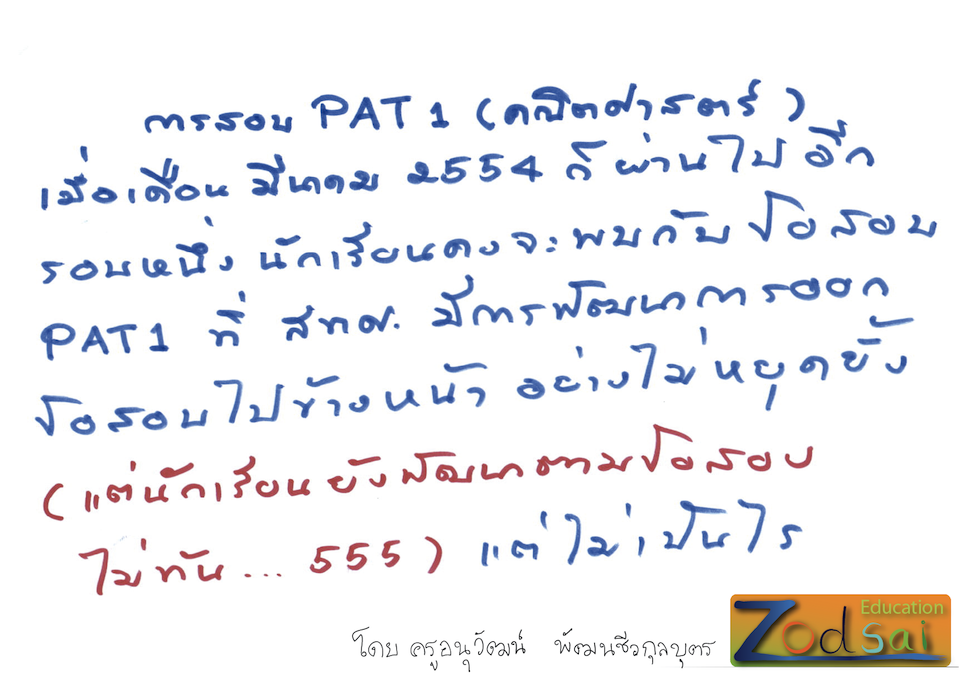 การสอบ PAT 1 (คณิตศาสตร์)
เมื่อเดือน มีนาคม 2554 ก็ผ่านไป อีก
รอบหนึ่ง นักเรียนคงจะพบกับ ข้อสอบ
PAT 1 ที่ สทศ. มีการพัฒนาการออก
ข้อสอบไปข้างหน้า อย่างไม่หยุดยั้ง
(แต่นักเรียนยังพัฒนาตามข้อสอบ
ไม่ทัน... 555) แต่ไม่เป็นไร
โดย ครูอนุวัฒน์ พัฒนชีวกุลบุตร
Education
Zodsai